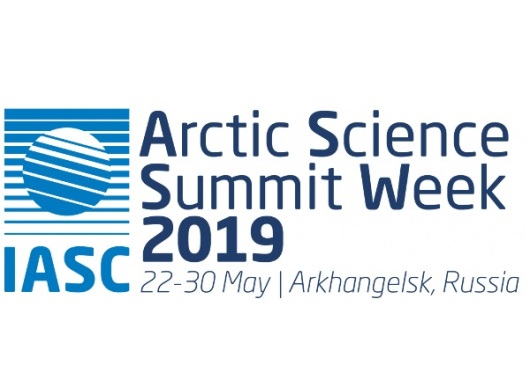 Arctic Science
Summit Week
2019
IASC
22-30 May | Arkhangelsk, Russia